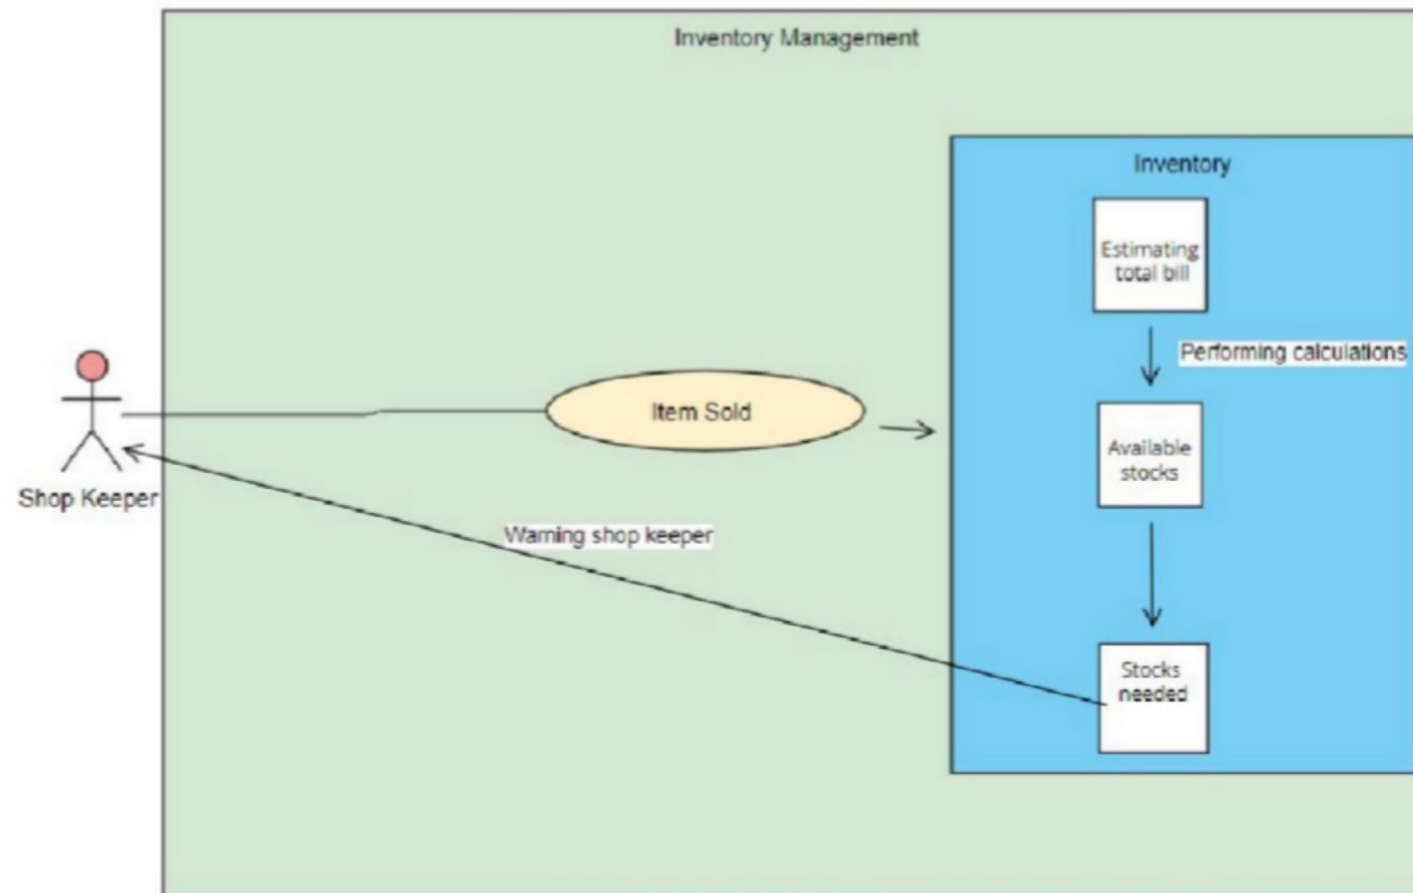 Inventory Management
Inventory
Estimating
total bill
Performing calculations
Item Sold
Available
stocks
Shop Keeper
Warning shop keeper
Stocks
needed